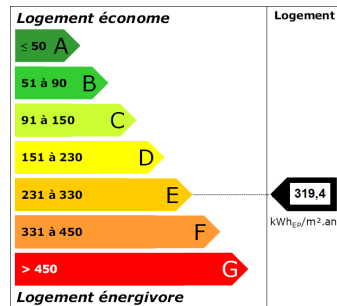 Logement économe
Logement
≤ 50 A
51 à 90 B
91 à 150 C
151 à 230 D
231 à 330 E
319,4
kWhEP/m².an
331 à 450 F
> 450 G
Logement énergivore